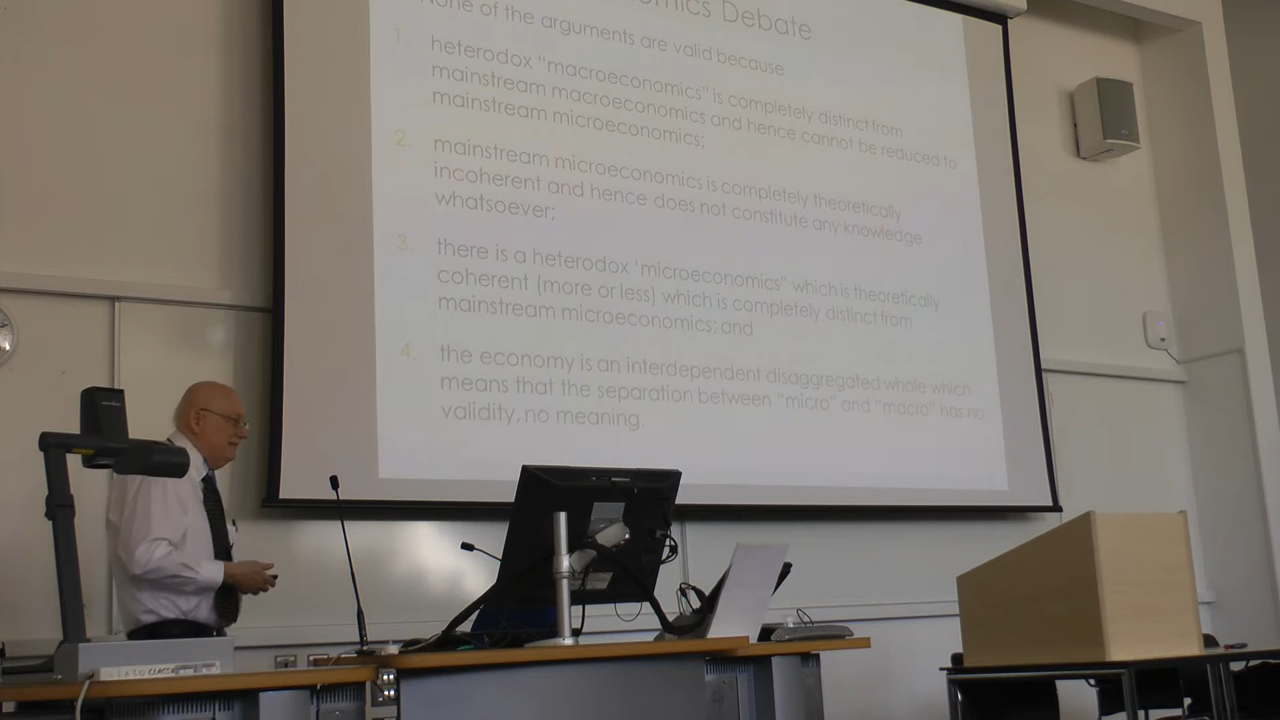 Debate
None of the arguments are valid because
1. heterodox "macroeconomics" is completely distinct from
mainstream macroeconomics and hence cannot be reduced to
mainstream microeconomics;
2. mainstream microeconomics is completely theoretically
incoherent and hence does not constitute any knowledge
whatsoever;
3. there is a heterodox 'microeconomics" which is theoretically
coherent (more or less) which is completely distinct from
mainstream microeconomics; and
4. the economy is an interdependent disaggregated whole which
means that the separation between "micro" and "macro" has no
validity, no meaning.